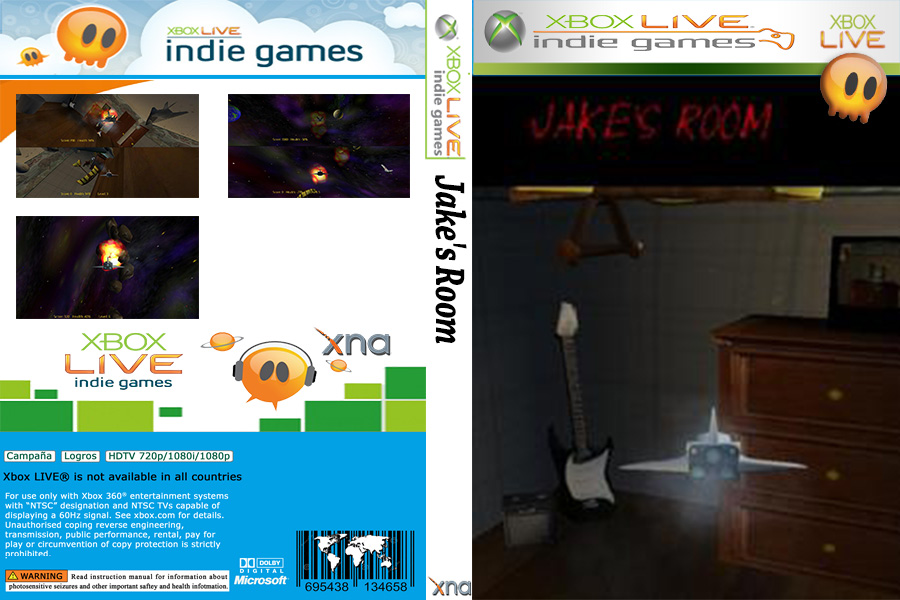 XBOX LIVE
indie games
XBOX LIVE
indie games
XBOX LIVE
indie games
xna
Campaña Logros HDTV 720p/1080i/1080p
Xbox LIVE® is not available in all countries
For use only with Xbox 360® entertainment systems
with “NTSC” designation and NTSC TVs capable of
displaying a 60Hz signal. See xbox.com for details.
Unauthorised coping reverse engineering,
transmission, public performance, rental, pay for
play or circumvention of copy protection is strictly
prohibited.
WARNING Read instruction manual for information about
photosensitive seizures and other important saftey and health infotmation.
DOLBY
DIGITAL
Microsoft®
695438 134658
Jake's Room
xna
XBOX LIVE™
indie games
XBOX
LIVE
JAKE'S ROOM